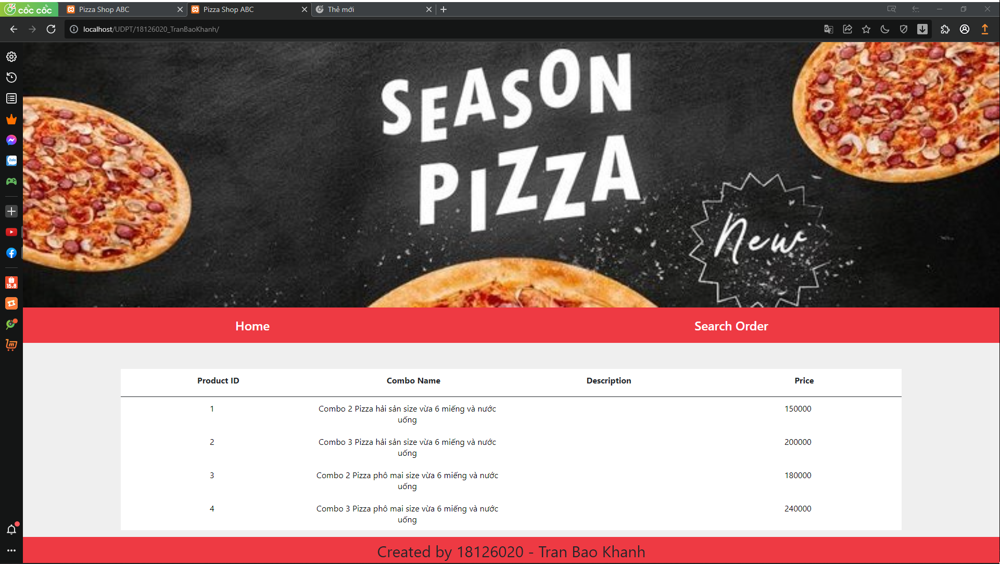 cốc cốc
Pizza Shop ABC
Pizza Shop ABC
Thẻ mới
localhost/UDPT/18126020_TranBaoKhanh/
SEASON
PIZZA
New
Zalo
15.8
Home
Search Order
Product ID Combo Name Description Price
1 Combo 2 Pizza hải sản size vừa 6 miếng và nước 150000
uống
2 Combo 3 Pizza hải sản size vừa 6 miếng và nước 200000
uống
3 Combo 2 Pizza phô mai size vừa 6 miếng và nước 180000
uống
4 Combo 3 Pizza phô mai size vừa 6 miếng và nước 240000
uống
Created by 18126020 - Tran Bao Khanh